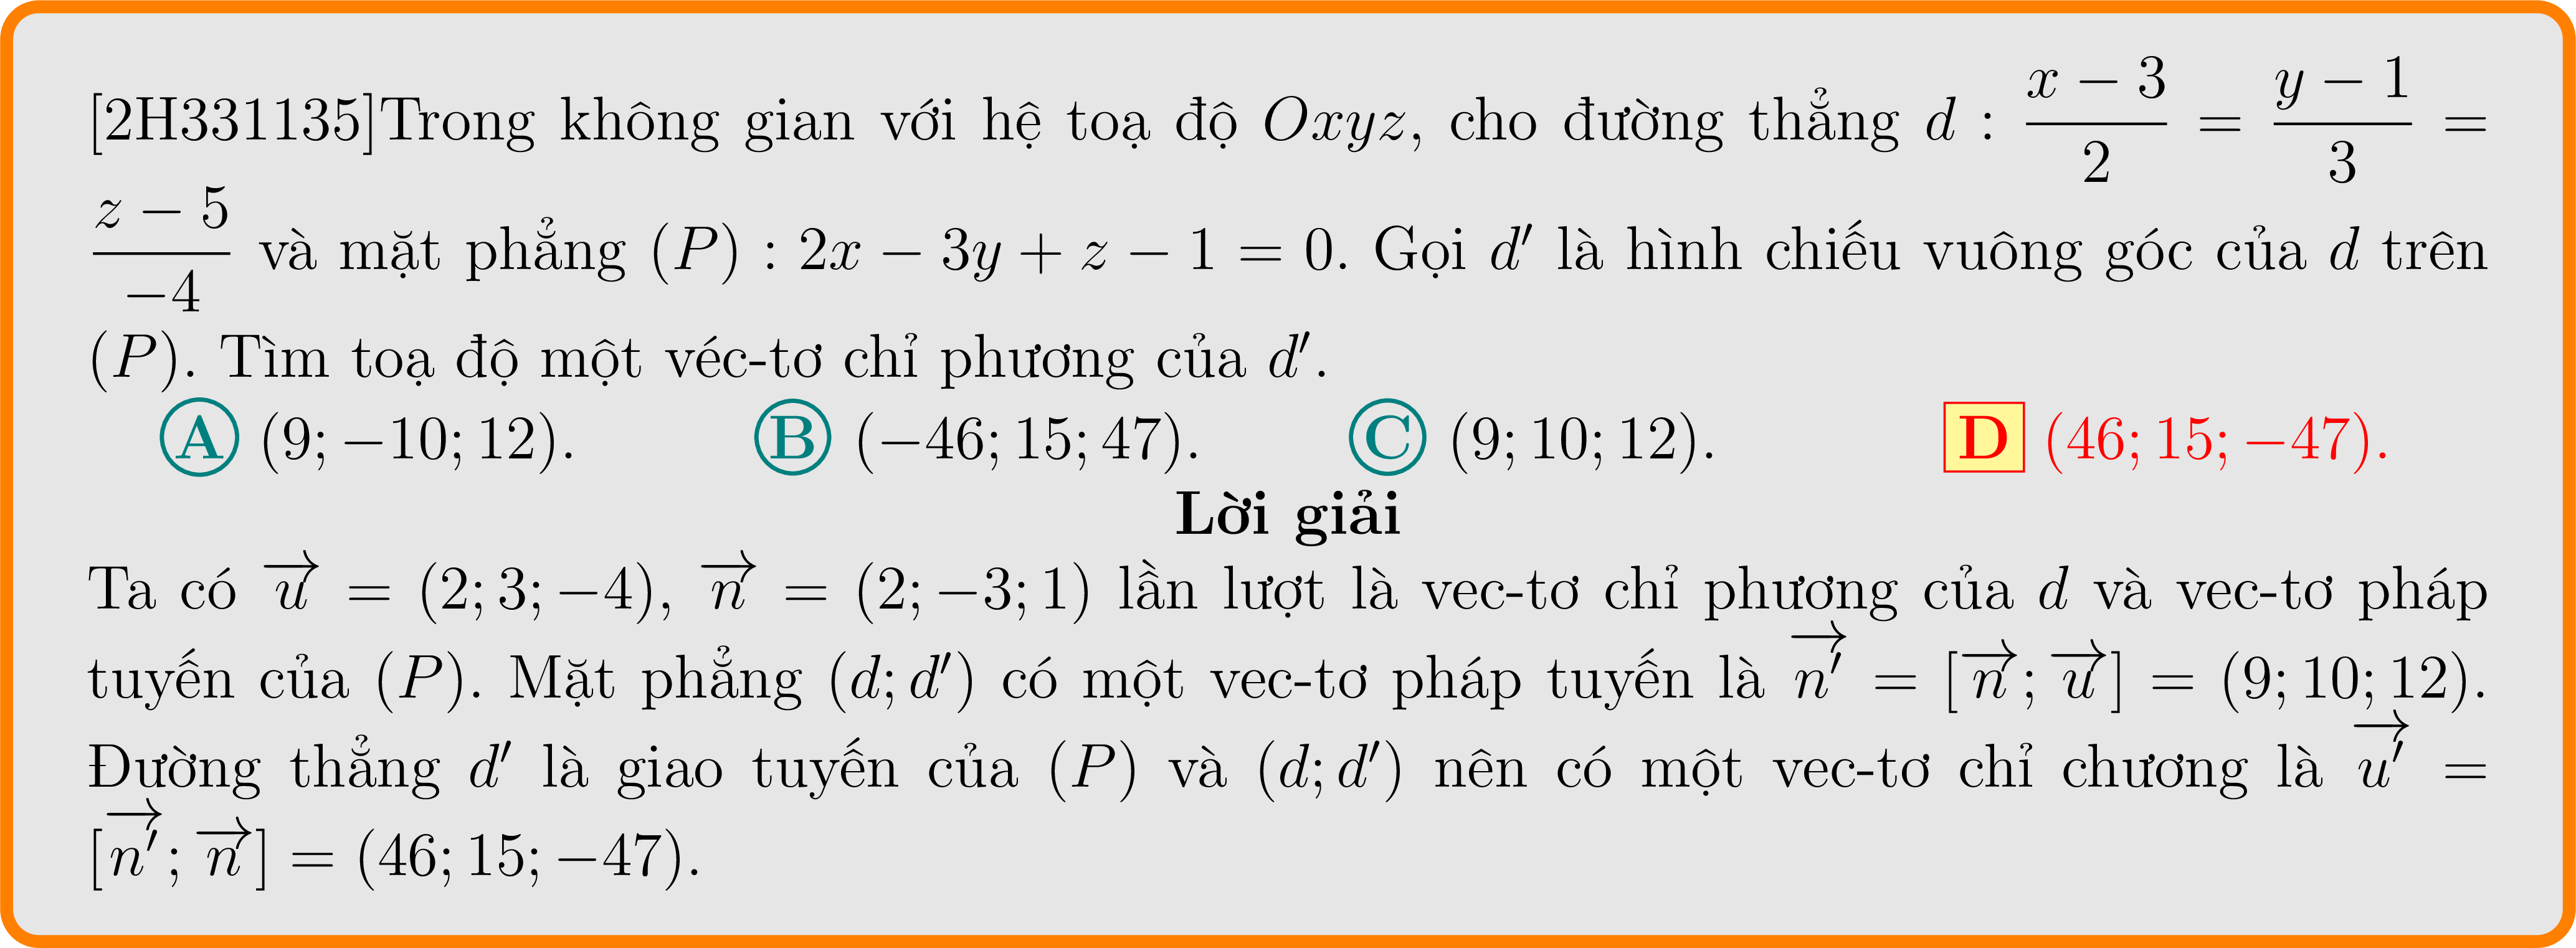 [2H331135]Trong không gian với hệ toạ độ $Oxyz$, cho đường thẳng $d : \dfrac{x-3}{2} = \dfrac{y-1}{3} =$
$\dfrac{z-5}{-4}$ và mặt phẳng $(P) : 2x - 3y + z - 1 = 0$. Gọi $d'$ là hình chiếu vuông góc của $d$ trên
$(P)$. Tìm toạ độ một véc-tơ chỉ phương của $d'$.
A $(9; -10; 12)$. B $(-46; 15; 47)$. C $(9; 10; 12)$. D $(46; 15; -47)$.
Lời giải
Ta có $\overrightarrow{u} = (2; 3; -4)$, $\overrightarrow{n} = (2; -3; 1)$ lần lượt là vec-tơ chỉ phương của $d$ và vec-tơ pháp
tuyến của $(P)$. Mặt phẳng $(d; d')$ có một vec-tơ pháp tuyến là $\overrightarrow{n'} = [\overrightarrow{n}; \overrightarrow{u}] = (9; 10; 12)$.
Đường thẳng $d'$ là giao tuyến của $(P)$ và $(d; d')$ nên có một vec-tơ chỉ chương là $\overrightarrow{u'} =$
$[\overrightarrow{n'}; \overrightarrow{n}] = (46; 15; -47)$.